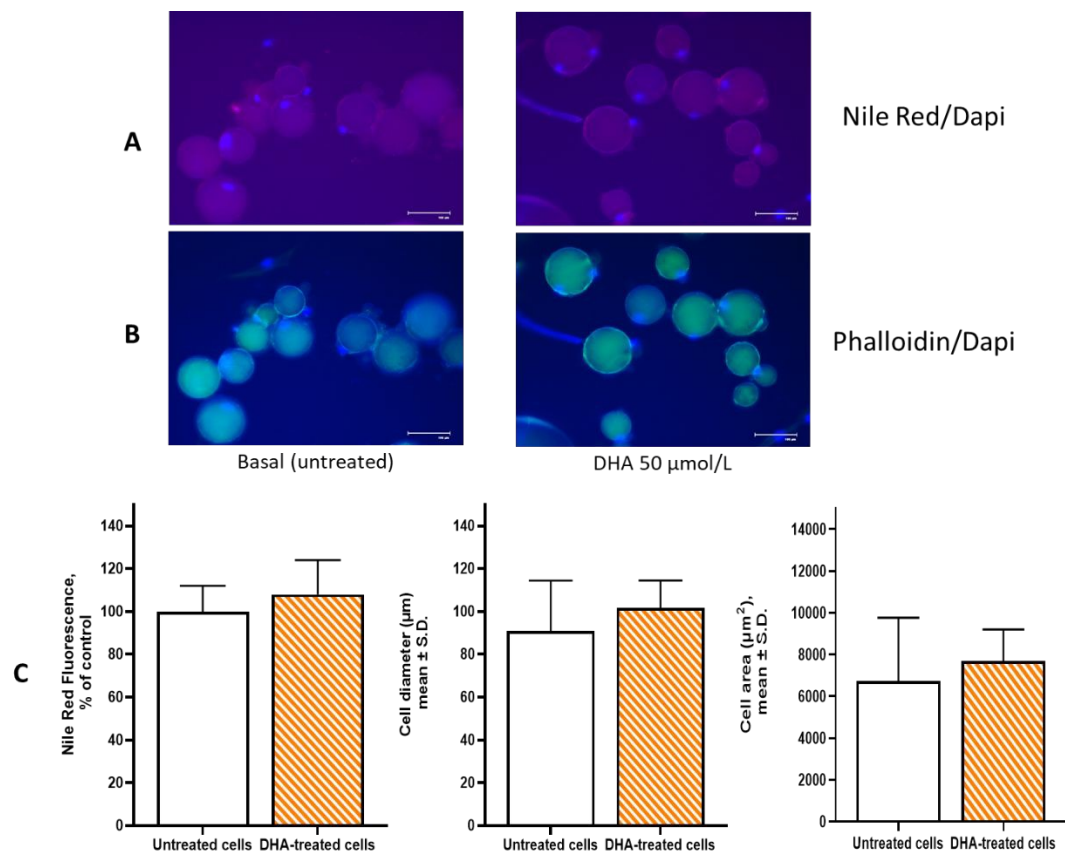 A
Nile Red/Dapi
B
Phalloidin/Dapi
Basal (untreated)
DHA 50 µmol/L
C
Nile Red Fluorescence,
% of control
140
120
100
80
60
40
20
0
Untreated cells
DHA-treated cells
Cell diameter (µm)
mean ± S.D.
140
120
100
80
60
40
20
0
Untreated cells
DHA-treated cells
Cell area (µm²),
mean ± S.D.
14000
12000
10000
8000
6000
4000
2000
0
Untreated cells
DHA-treated cells